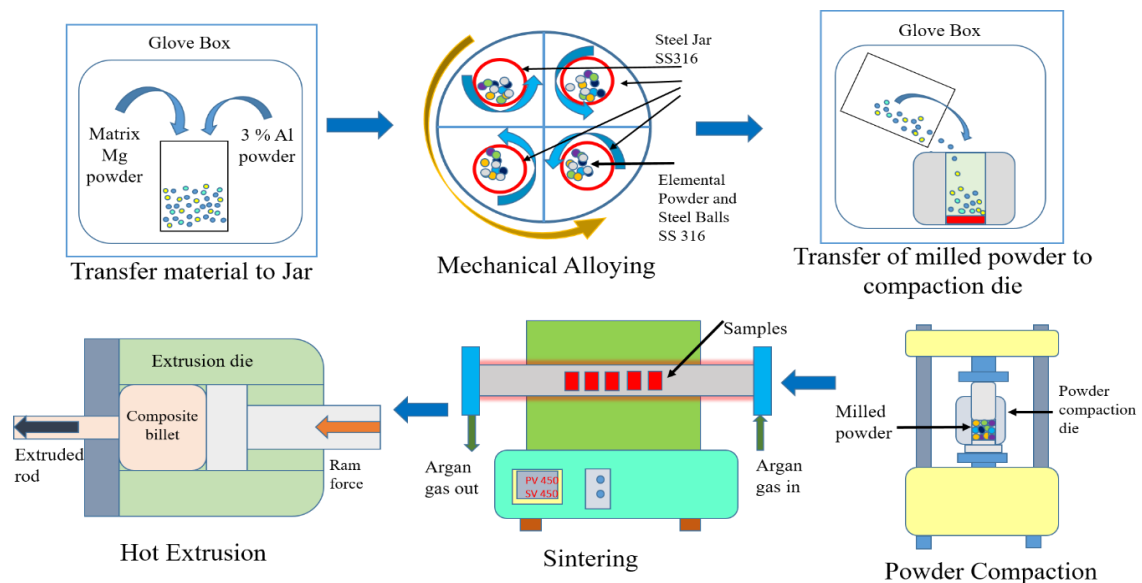 Glove Box
Matrix
Mg
powder
3 % Al
powder
Transfer material to Jar
Steel Jar
SS316
Elemental
Powder and
Steel Balls
SS 316
Mechanical Alloying
Glove Box
Transfer of milled powder to
compaction die
Extrusion die
Composite
billet
Extruded
rod
Ram
force
Hot Extrusion
Samples
Argan
gas out
Argan
gas in
PV 450
SV 450
Sintering
Milled
powder
Powder
compaction
die
Powder Compaction